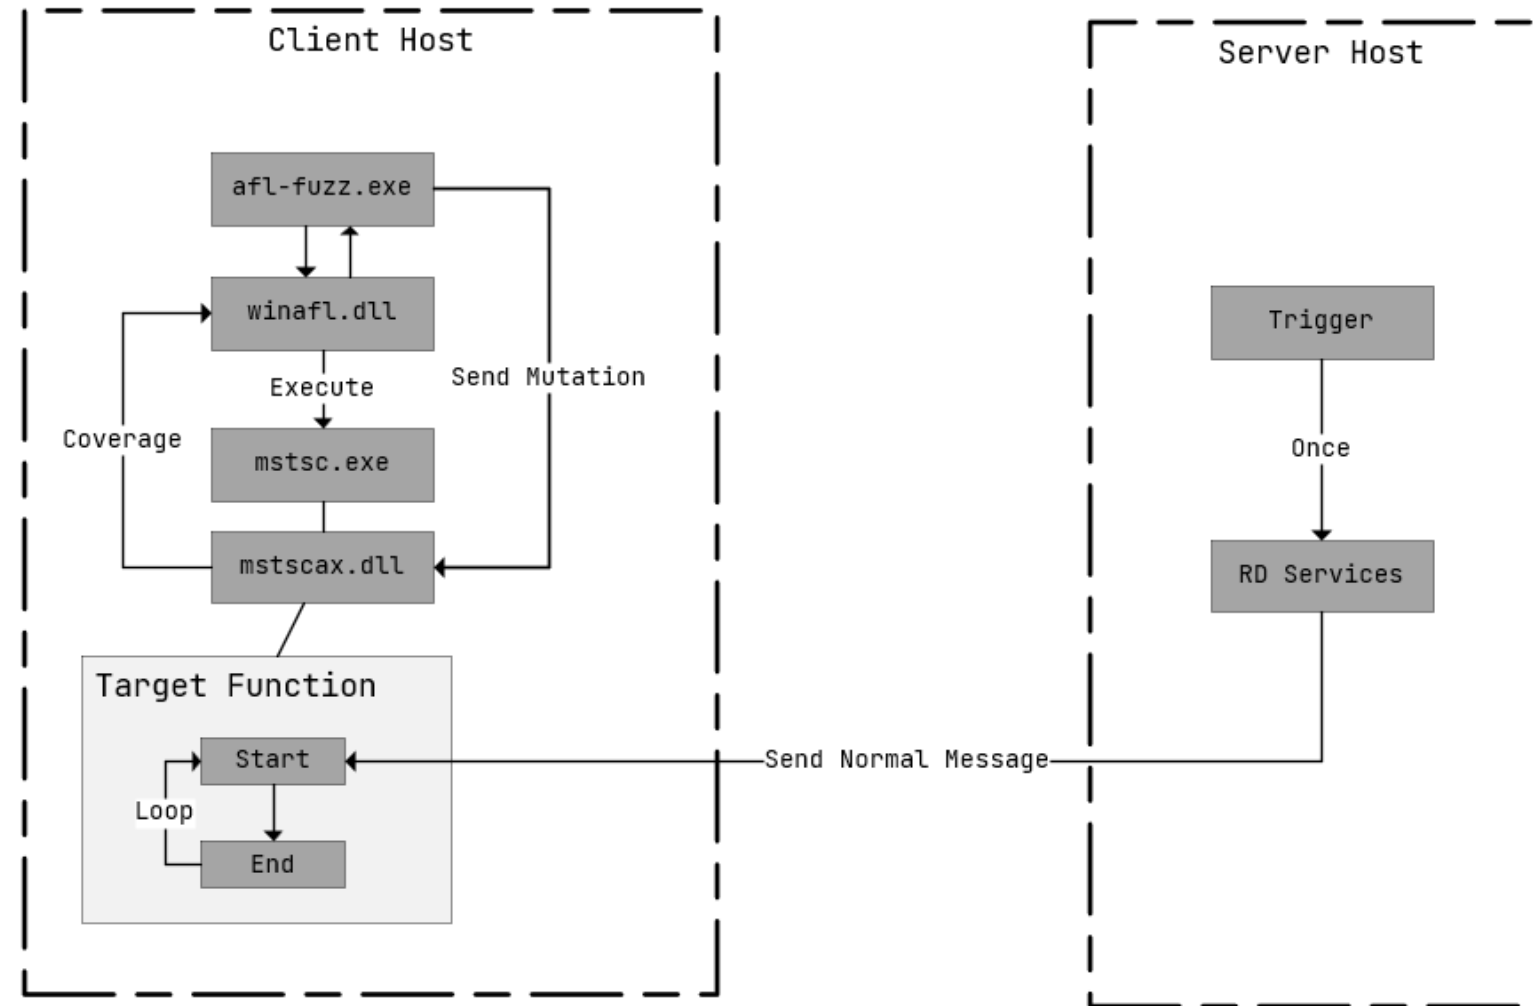 Client Host
Server Host
afl-fuzz.exe
winafl.dll
Trigger
Execute
Send Mutation
Coverage
Once
mstsc.exe
mstscax.dll
RD Services
Target Function
Start
Send Normal Message
Loop
End